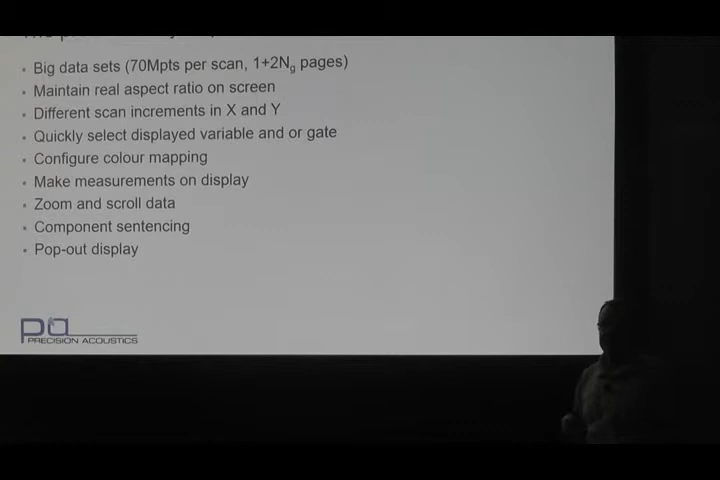 Big data sets (70Mpts per scan, 1+2Ng pages)
Maintain real aspect ratio on screen
Different scan increments in X and Y
Quickly select displayed variable and or gate
Configure colour mapping
Make measurements on display
Zoom and scroll data
Component sentencing
Pop-out display
pa
PRECISION ACOUSTICS